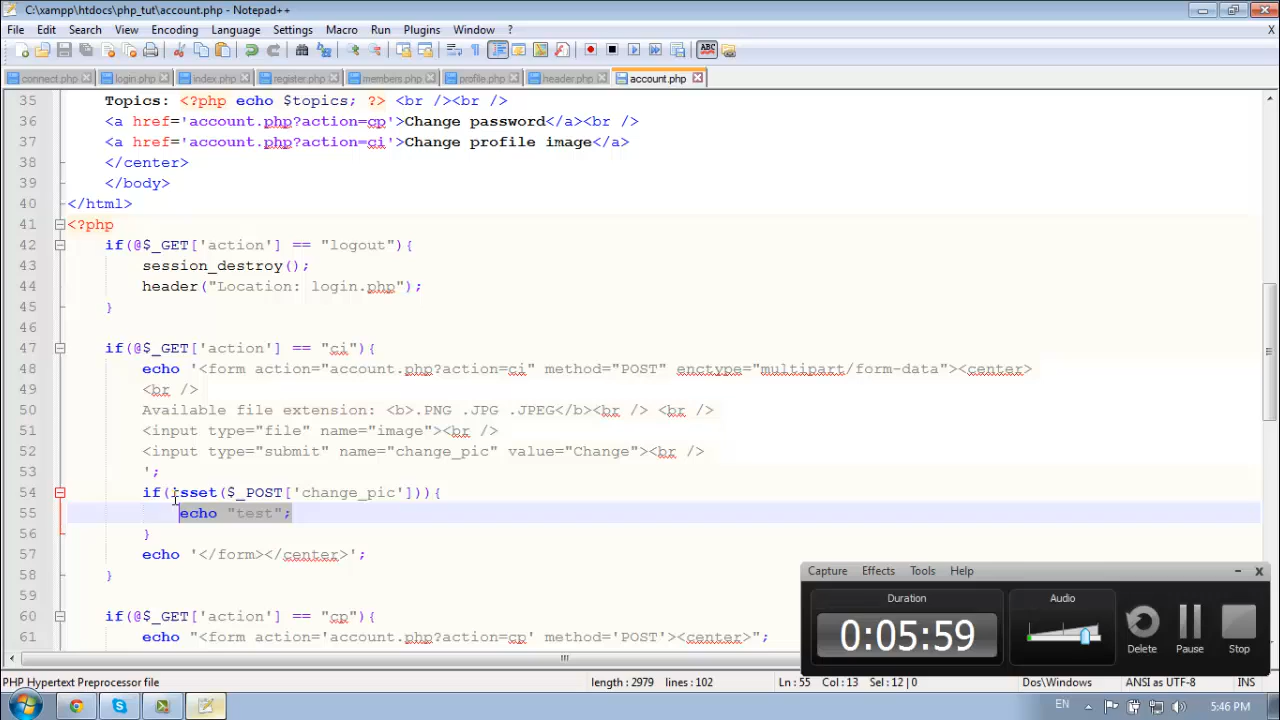 C:\xampp\htdocs\php_tut\account.php - Notepad++
File Edit Search View Encoding Language Settings Macro Run Plugins Window ? X
connect.php login.php index.php register.php members.php profile.php header.php account.php
35 Topics: <?php echo $topics; ?> <br /><br />
36 <a href='account.php?action=cp'>Change password</a><br />
37 <a href='account.php?action=ci'>Change profile image</a>
38 </center>
39 </body>
40 </html>
41 <?php
42 if(@$_GET['action'] == "logout"){
43 session_destroy();
44 header("Location: login.php");
45 }
46
47 if(@$_GET['action'] == "ci"){
48 echo '<form action="account.php?action=ci" method="POST" enctype="multipart/form-data"><center>
49 <br />
50 Available file extension: <b>.PNG .JPG .JPEG</b><br /> <br />
51 <input type="file" name="image"><br />
52 <input type="submit" name="change_pic" value="Change"><br />
53 ';
54 if(isset($_POST['change_pic'])){
55 echo "test";
56 }
57 echo '</form></center>';
58 }
59
60 if(@$_GET['action'] == "cp"){
61 echo "<form action='account.php?action=cp' method='POST'><center>";
Capture Effects Tools Help
Duration
Audio
0:05:59
Delete Pause Stop
PHP Hypertext Preprocessor file length : 2979 lines : 102 Ln : 55 Col : 13 Sel : 12 | 0 Dos\Windows ANSI as UTF-8 INS
EN 5:46 PM